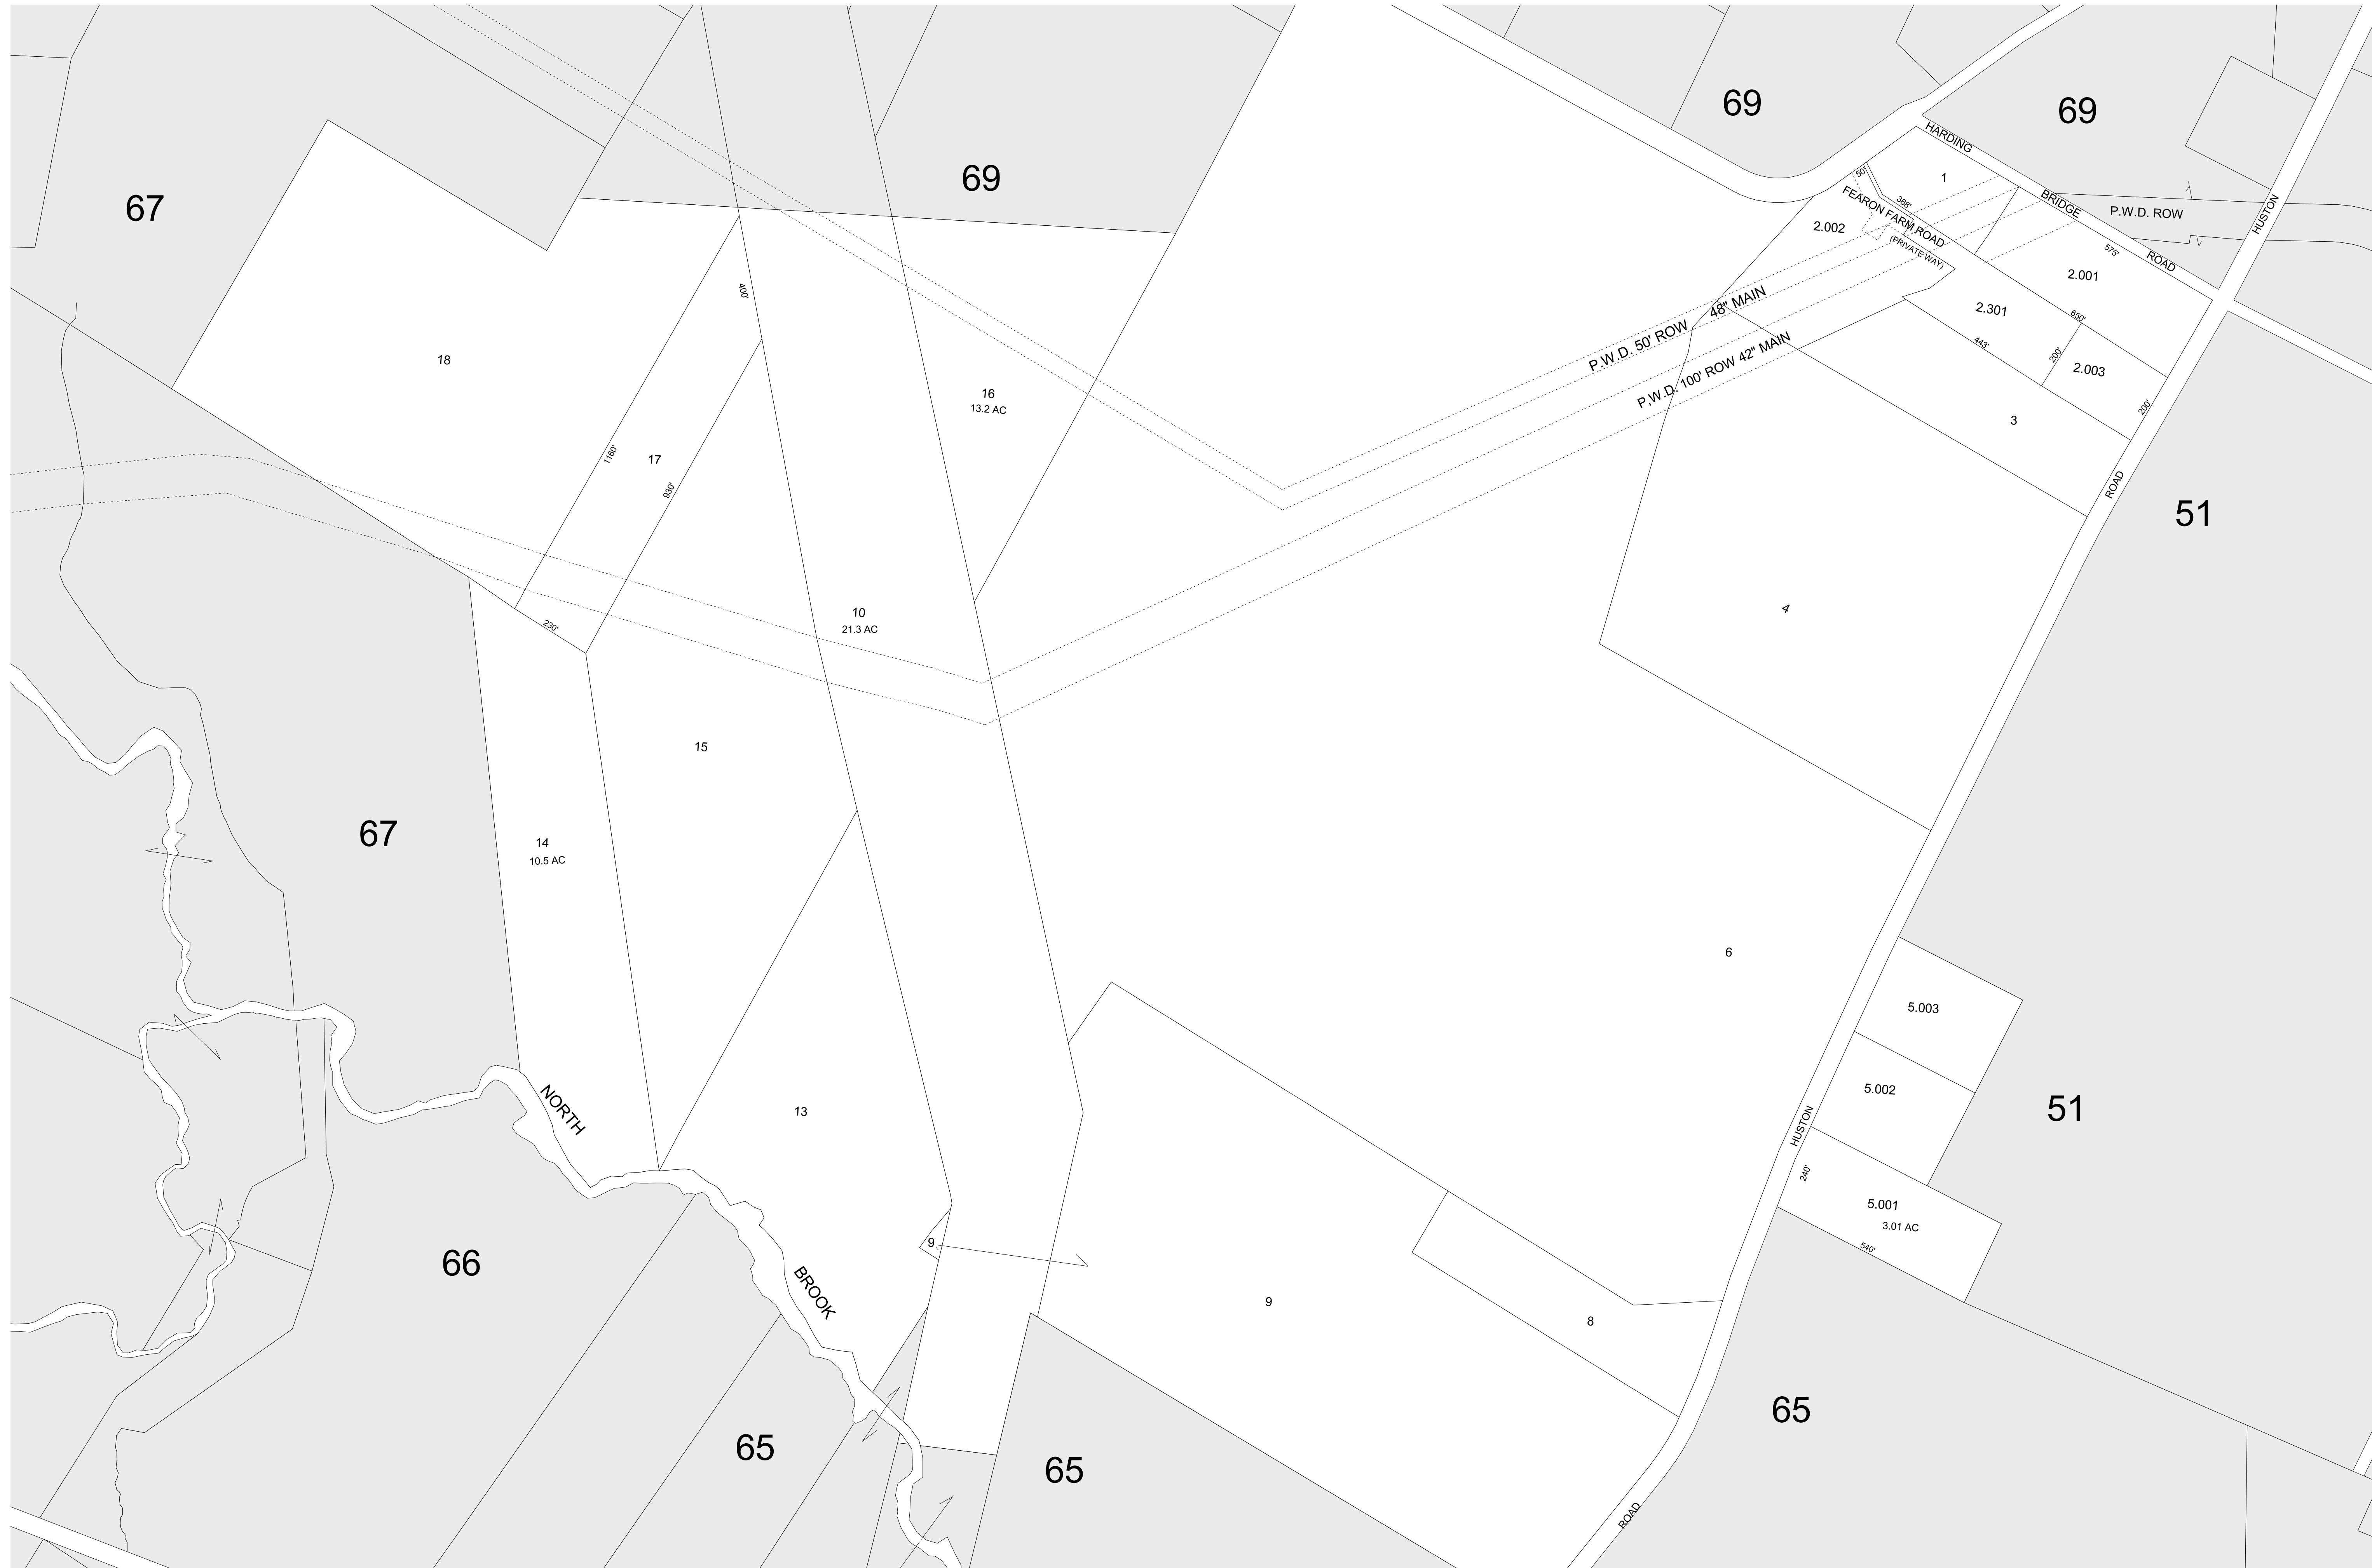 69
69
HARDING
67
69
1
50'
368'
FEARON FARM ROAD
(PRIVATE WAY)
BRIDGE
P.W.D. ROW
HUSTON
2.002
575'
ROAD
2.001
400'
48" MAIN
P.W.D. 50' ROW
2.301
650'
443'
200'
2.003
P.W.D. 100' ROW 42" MAIN
18
16
13.2 AC
200'
3
1160'
17
930'
ROAD
51
10
21.3 AC
230'
4
15
67
14
10.5 AC
6
5.003
5.002
51
NORTH
13
HUSTON
240'
5.001
3.01 AC
540'
9
66
BROOK
9
8
65
65
65
ROAD